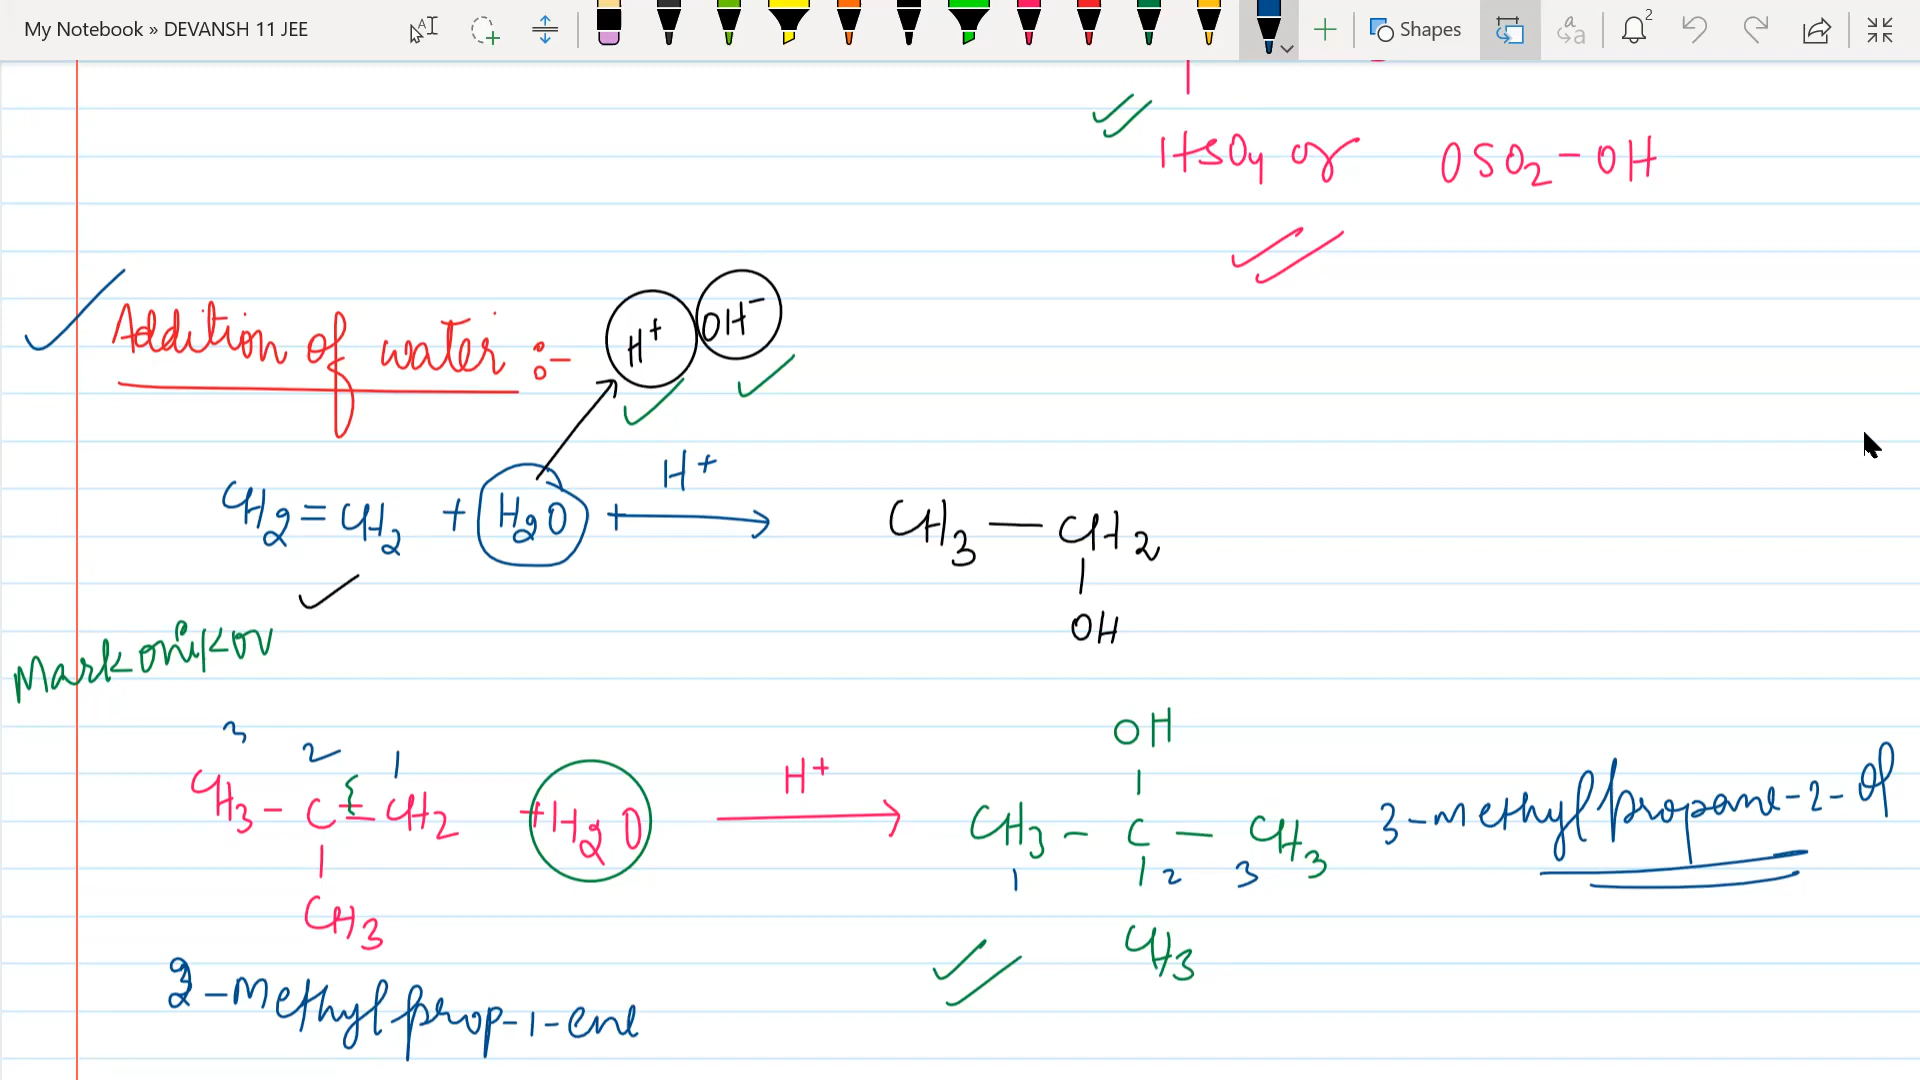 My Notebook » DEVANSH 11 JEE
Shapes
2
HSO4 or OSO2-OH
Addition of water :-
H+ OH-
CH2=CH2 + H2O + H+
CH3-CH2
OH
Markonikov
3 2 1
CH3-C=CH2 +H2O H+
CH3
OH
CH3-C-CH3
1 2 3
CH3
3-methylpropane-2-ol
2-Methylprop-1-ene